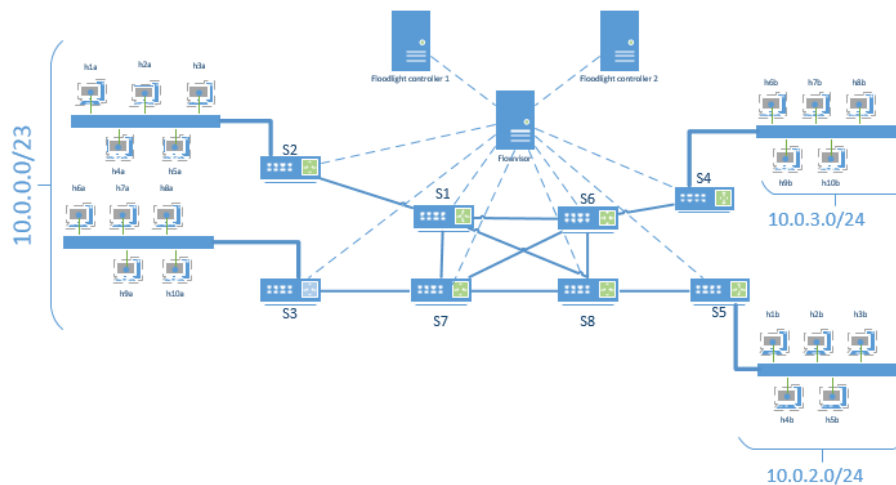 Floodlight controller 1
Floodlight controller 2
Flowvisor
10.0.0.0/23
h1a
h2a
h3a
h4a
h5a
h6a
h7a
h8a
h9a
h10a
S2
S3
S1
S6
S7
S8
S4
S5
h6b
h7b
h8b
h9b
h10b
10.0.3.0/24
h1b
h2b
h3b
h4b
h5b
10.0.2.0/24